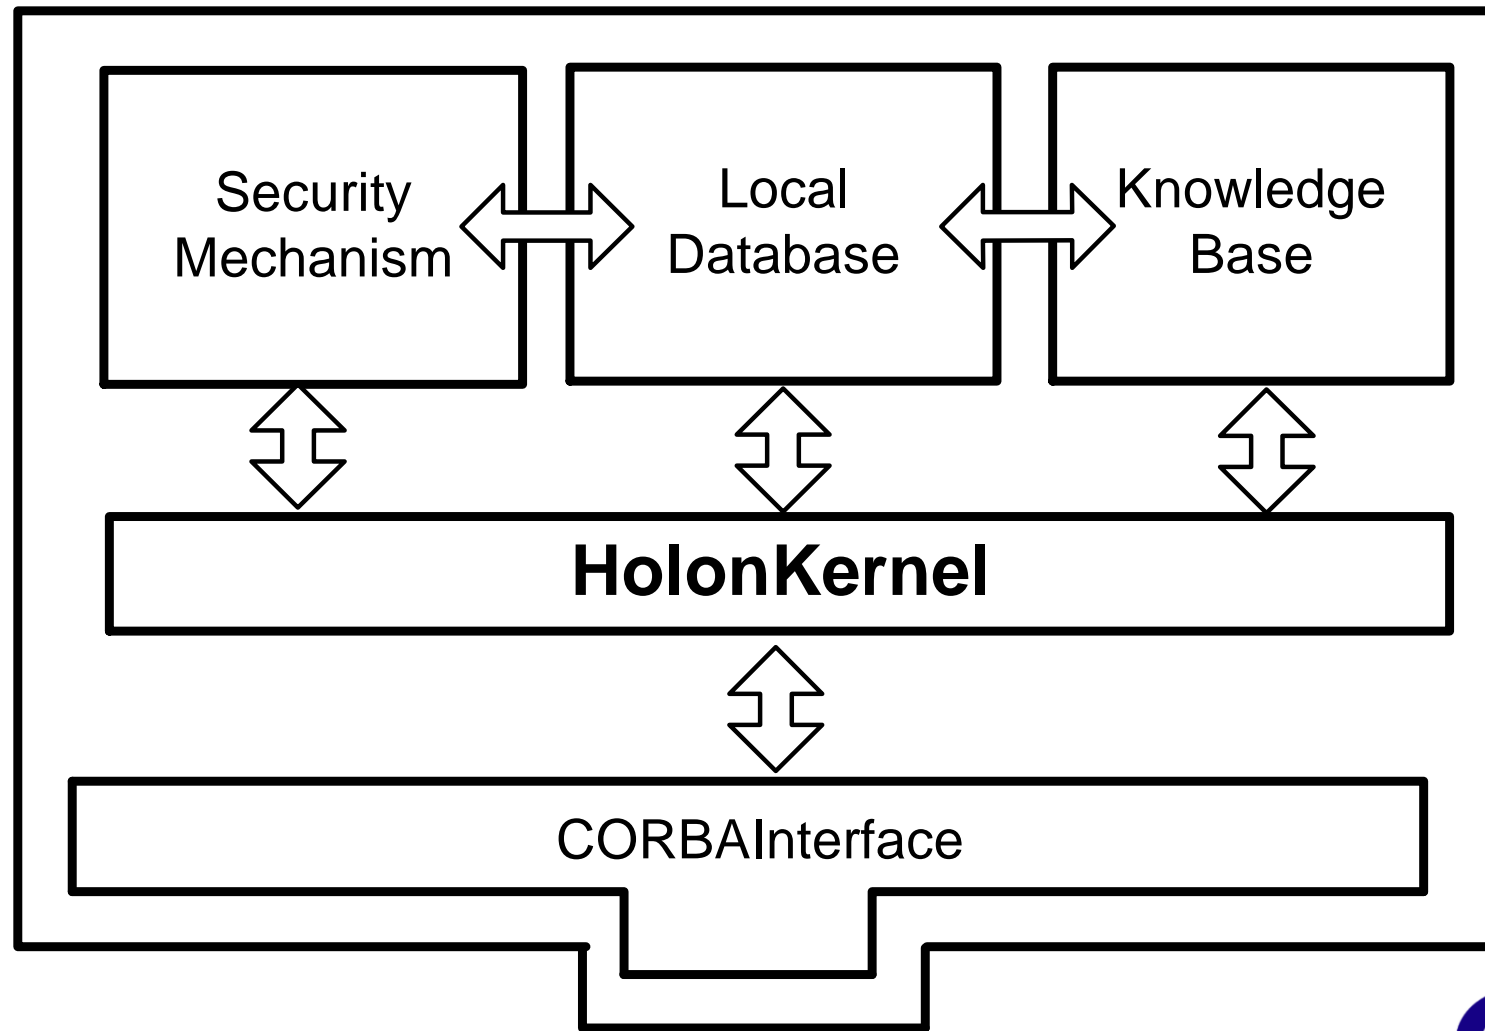 Security
Mechanism
Local
Database
Knowledge
Base
HolonKernel
CORBAInterface